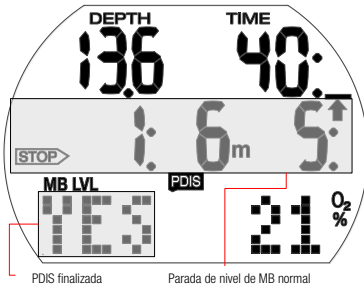 DEPTH TIME
13.6 40:
1: 6m 5:
STOP
MB LVL PDIS
YES 21 O₂ %
PDIS finalizada Parada de nivel de MB normal